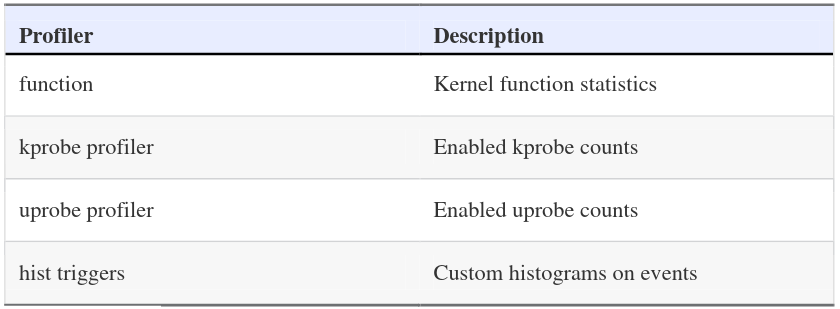 Profiler Description
function Kernel function statistics
kprobe profiler Enabled kprobe counts
uprobe profiler Enabled uprobe counts
hist triggers Custom histograms on events